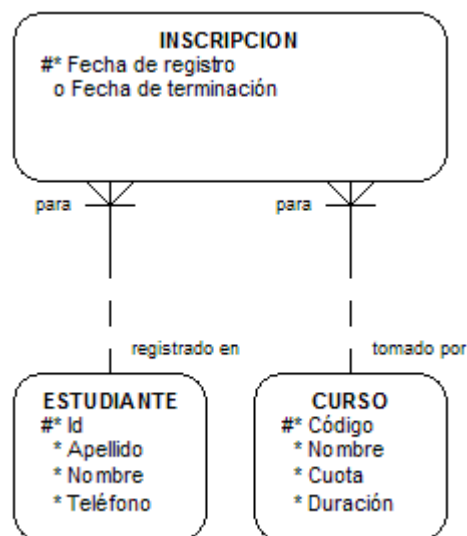 INSCRIPCION
#* Fecha de registro
o Fecha de terminación
para
para
registrado en
tomado por
ESTUDIANTE
#* Id
* Apellido
* Nombre
* Teléfono
CURSO
#* Código
* Nombre
* Cuota
* Duración